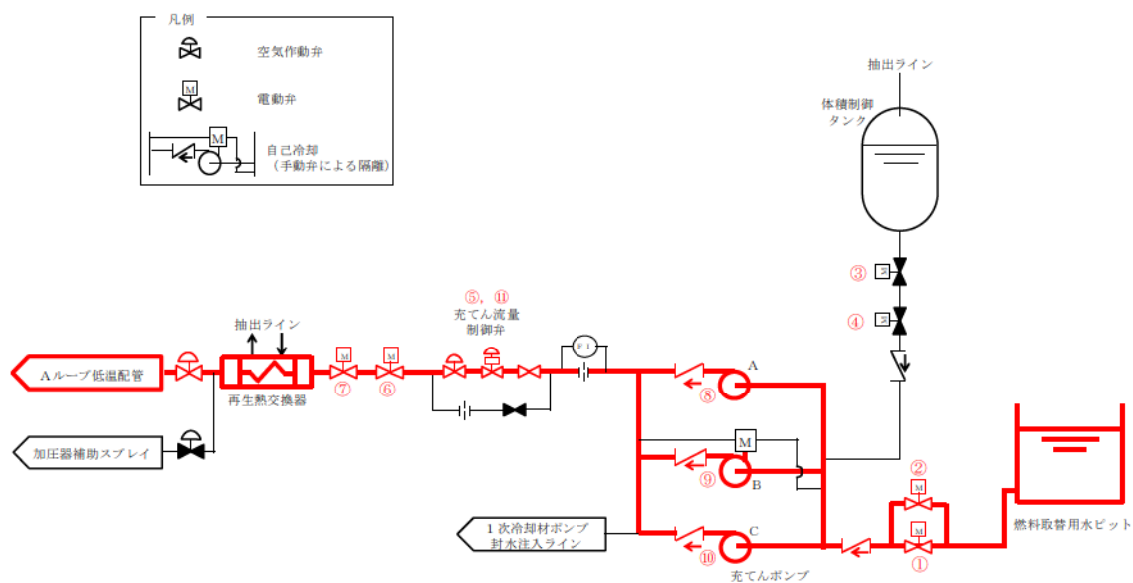 凡例
空気作動弁
M
電動弁
M
自己冷却
(手動弁による隔離)
抽出ライン
体積制御
タンク
M
③
M
④
⑤, ⑪
充てん流量
制御弁
抽出ライン
F I
M
M
Aループ低温配管
再生熱交換器
⑦
⑥
A
⑧
加圧器補助スプレイ
M
⑨
B
②
M
燃料取替用水ピット
1次冷却材ポンプ
封水注入ライン
C
⑩
M
①
充てんポンプ